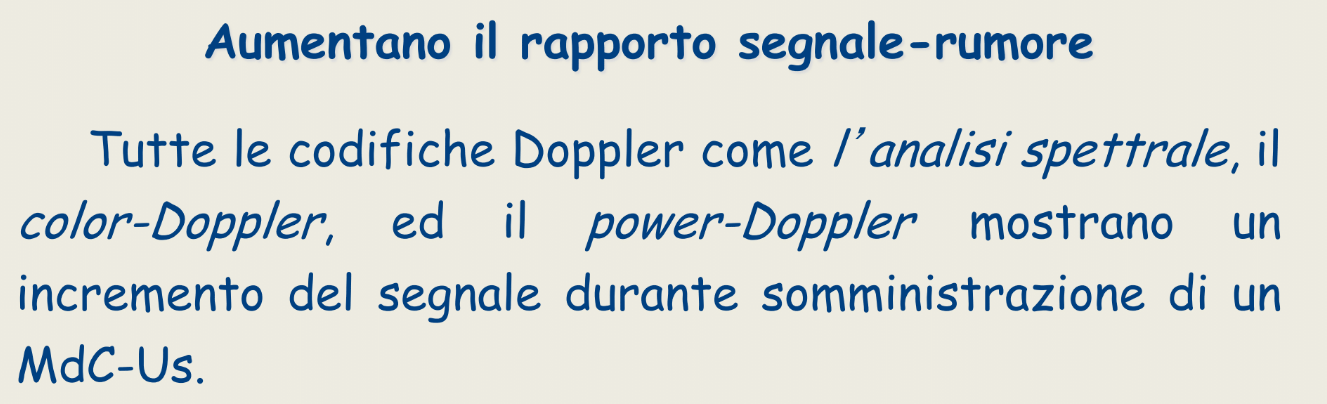 Aumentano il rapporto segnale-rumore
Tutte le codifiche Doppler come l’analisi spettrale, il
color-Doppler, ed il power-Doppler mostrano un
incremento del segnale durante somministrazione di un
MdC-Us.